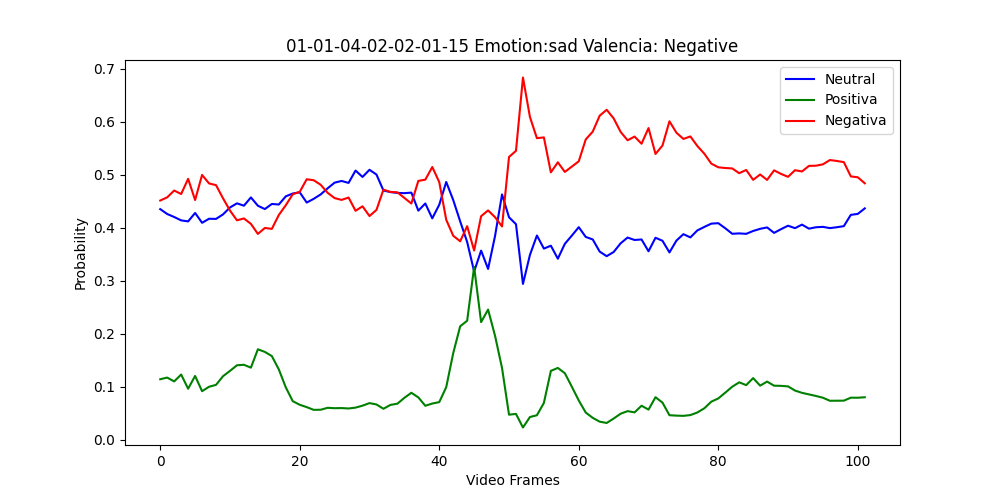 01-01-04-02-02-01-15 Emotion:sad Valencia: Negative
Neutral
Positiva
Negativa
Probability
0.7
0.6
0.5
0.4
0.3
0.2
0.1
0.0
0 20 40 60 80 100
Video Frames